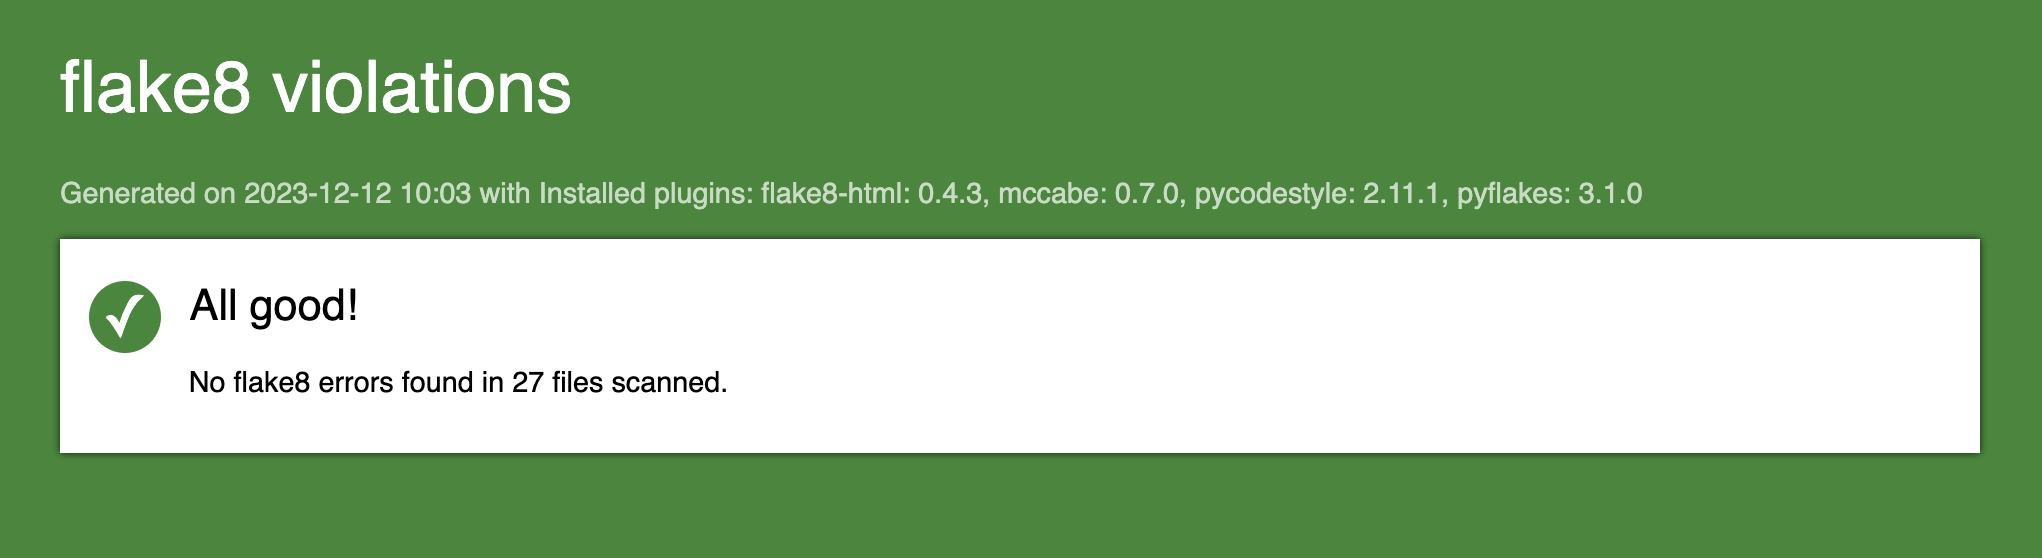 flake8 violations
Generated on 2023-12-12 10:03 with Installed plugins: flake8-html: 0.4.3, mccabe: 0.7.0, pycodestyle: 2.11.1, pyflakes: 3.1.0
All good!
No flake8 errors found in 27 files scanned.